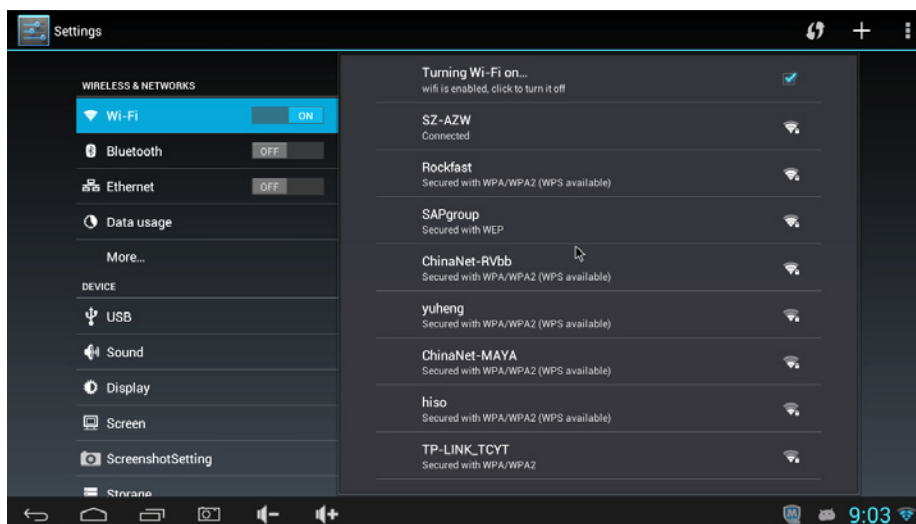 Settings
WIRELESS & NETWORKS
Wi-Fi
ON
Bluetooth
OFF
Ethernet
OFF
Data usage
More...
DEVICE
USB
Sound
Display
Screen
ScreenshotSetting
Storage
Turning Wi-Fi on...
wifi is enabled, click to turn it off
SZ-AZW
Connected
Rockfast
Secured with WPA/WPA2 (WPS available)
SAPgroup
Secured with WEP
ChinaNet-RVbb
Secured with WPA/WPA2 (WPS available)
yuheng
Secured with WPA/WPA2 (WPS available)
ChinaNet-MAYA
Secured with WPA/WPA2 (WPS available)
hiso
Secured with WPA/WPA2 (WPS available)
TP-LINK_TCYT
Secured with WPA/WPA2
9:03